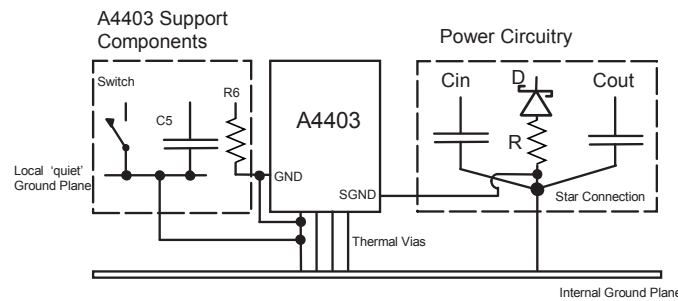 A4403 Support
Components
Power Circuitry
Switch
C5
R6
A4403
Cin
D
Cout
R
Local 'quiet'
Ground Plane
GND
SGND
Star Connection
Thermal Vias
Internal Ground Plane